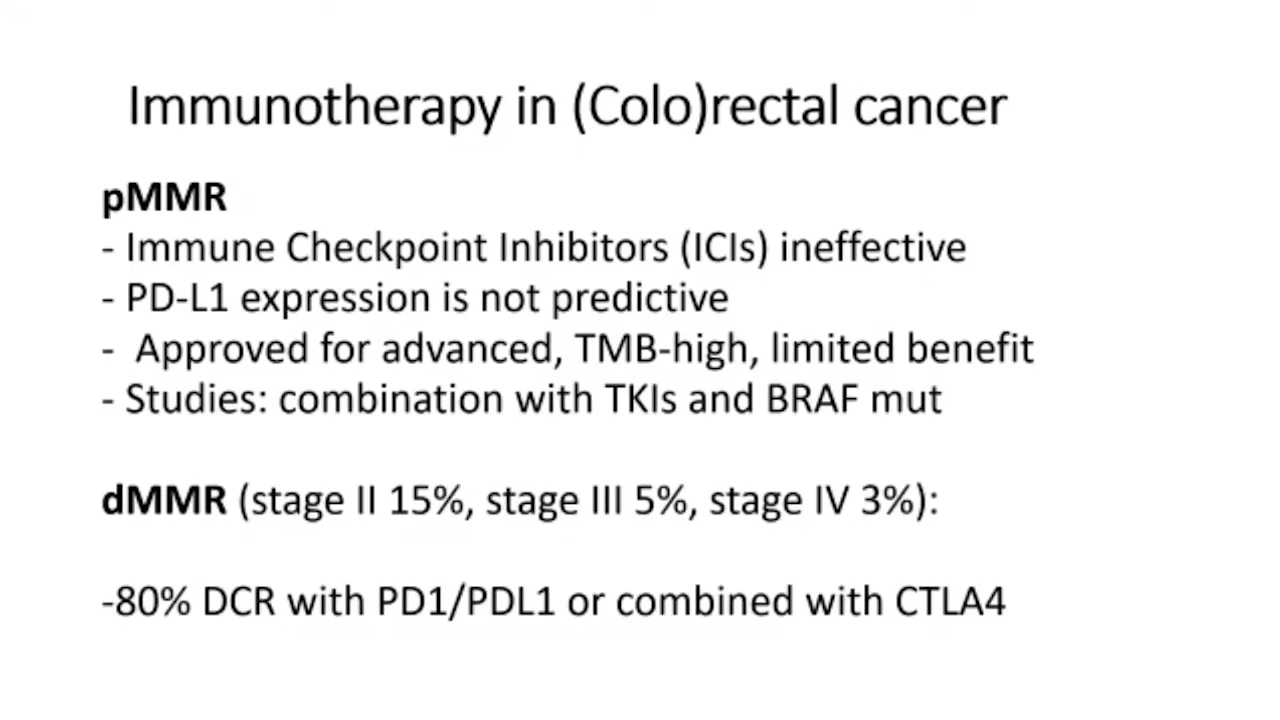 Immunotherapy in (Colo)rectal cancer
pMMR
- Immune Checkpoint Inhibitors (ICIs) ineffective
- PD-L1 expression is not predictive
-  Approved for advanced, TMB-high, limited benefit
- Studies: combination with TKIs and BRAF mut
dMMR (stage II 15%, stage III 5%, stage IV 3%):
-80% DCR with PD1/PDL1 or combined with CTLA4